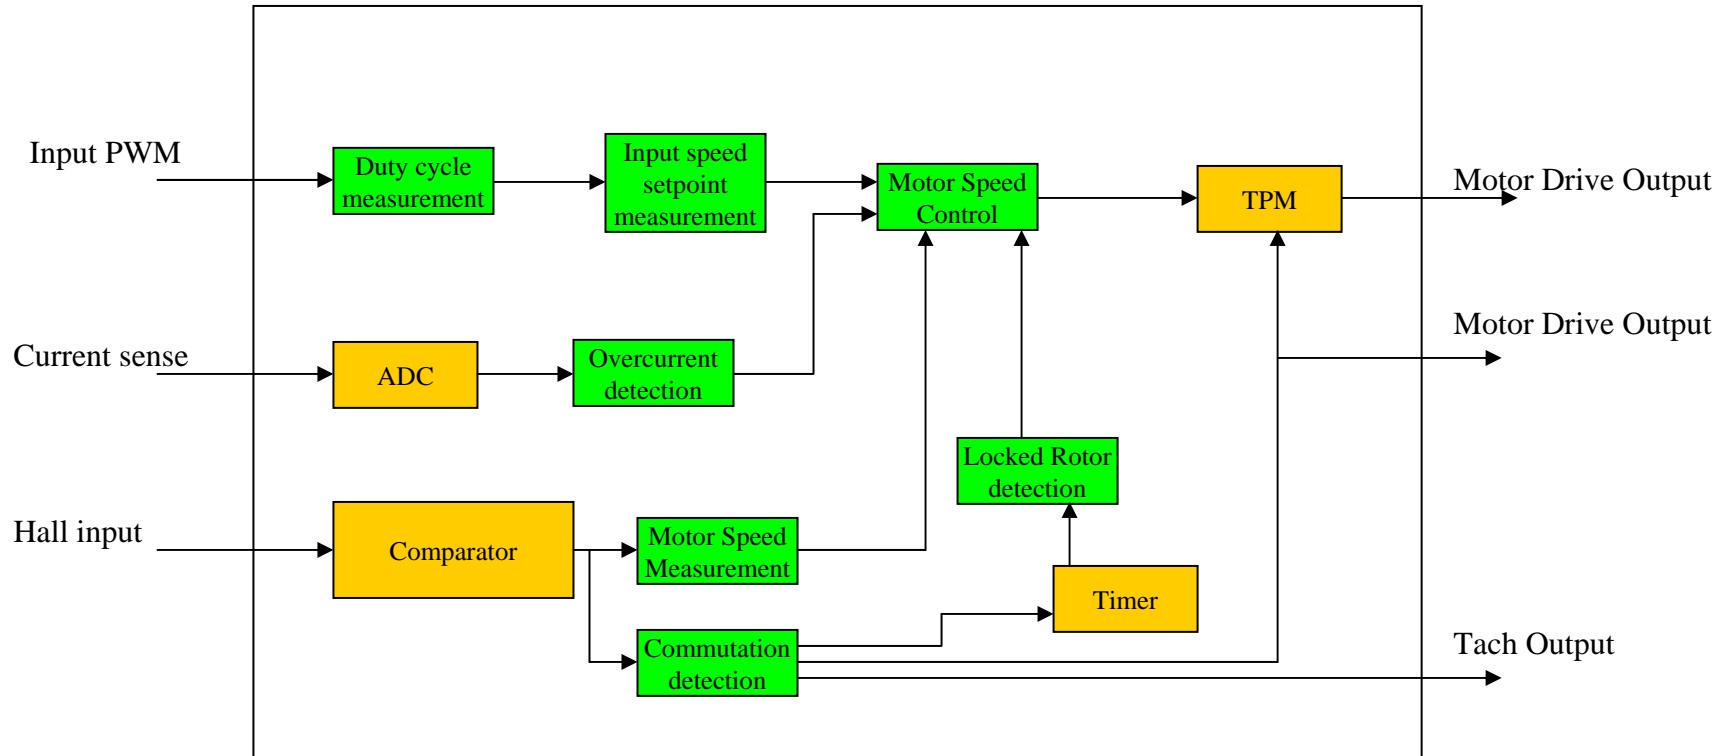 Input PWM
Duty cycle
measurement
Input speed
setpoint
measurement
Motor Speed
Control
TPM
Motor Drive Output
Motor Drive Output
Current sense
ADC
Overcurrent
detection
Locked Rotor
detection
Hall input
Comparator
Motor Speed
Measurement
Timer
Commutation
detection
Tach Output